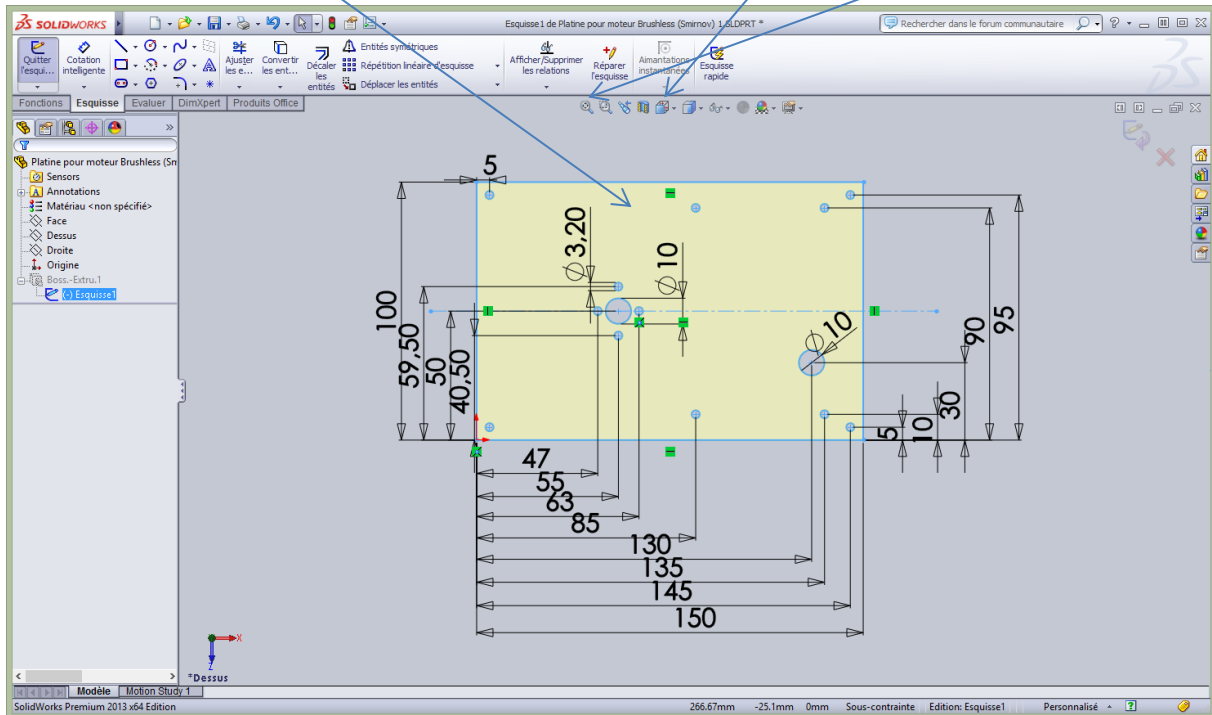 SOLIDWORKS
Esquisse1 de Platine pour moteur Brushless (Smirnov) 1.SLDPRT *
Rechercher dans le forum communautaire
Quitter l'esqui...
Cotation intelligente
Ajuster les e...
Convertir les ent...
Décaler les entités
Entités symétriques
Répétition linéaire d'esquisse
Déplacer les entités
Afficher/Supprimer les relations
Réparer l'esquisse
Aimantations instantanées
Esquisse rapide
Fonctions Esquisse Evaluer DimXpert Produits Office
Platine pour moteur Brushless (Sm
Sensors
Annotations
Matériau <non spécifié>
Face
Dessus
Droite
Origine
Boss.-Extru.1
(-) Esquisse1
5
Ø 3,20
Ø 10
Ø 10
100
59,50
50
40,50
95
90
30
10
5
47
55
63
85
130
135
145
150
X
Z
*Dessus
Modèle Motion Study 1
SolidWorks Premium 2013 x64 Edition
266.67mm -25.1mm 0mm Sous-contrainte Edition: Esquisse1 Personnalisé